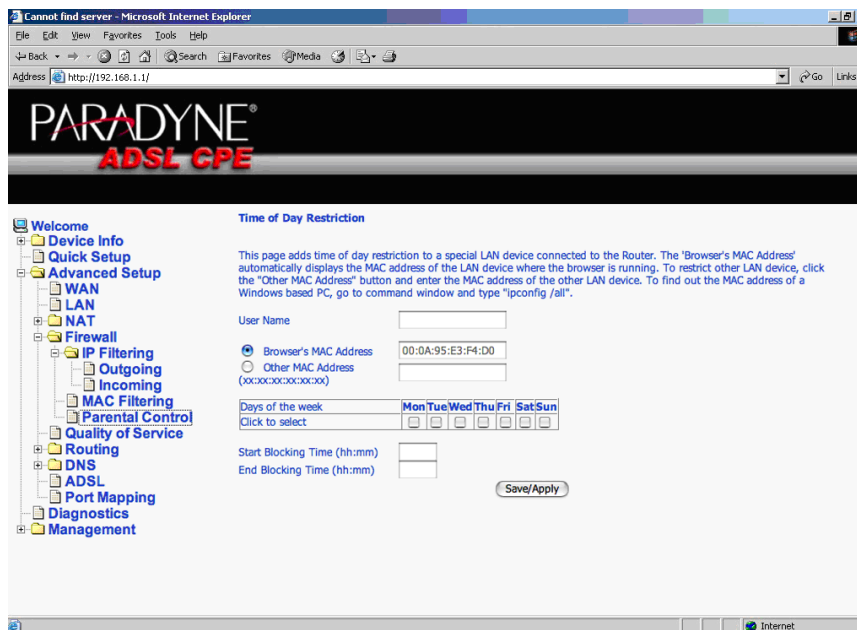 Cannot find server - Microsoft Internet Explorer
File Edit View Favorites Tools Help
Back Search Favorites Media
Address http://192.168.1.1/ Go Links
PARADYNE®
ADSL CPE
Welcome
Device Info
Quick Setup
Advanced Setup
WAN
LAN
NAT
Firewall
IP Filtering
Outgoing
Incoming
MAC Filtering
Parental Control
Quality of Service
Routing
DNS
ADSL
Port Mapping
Diagnostics
Management
Time of Day Restriction
This page adds time of day restriction to a special LAN device connected to the Router. The 'Browser's MAC Address'
automatically displays the MAC address of the LAN device where the browser is running. To restrict other LAN device, click
the "Other MAC Address" button and enter the MAC address of the other LAN device. To find out the MAC address of a
Windows based PC, go to command window and type "ipconfig /all".
User Name
Browser's MAC Address 00:0A:95:E3:F4:D0
Other MAC Address
(xx:xx:xx:xx:xx:xx)
Days of the week Mon Tue Wed Thu Fri Sat Sun
Click to select
Start Blocking Time (hh:mm)
End Blocking Time (hh:mm)
Save/Apply
Internet